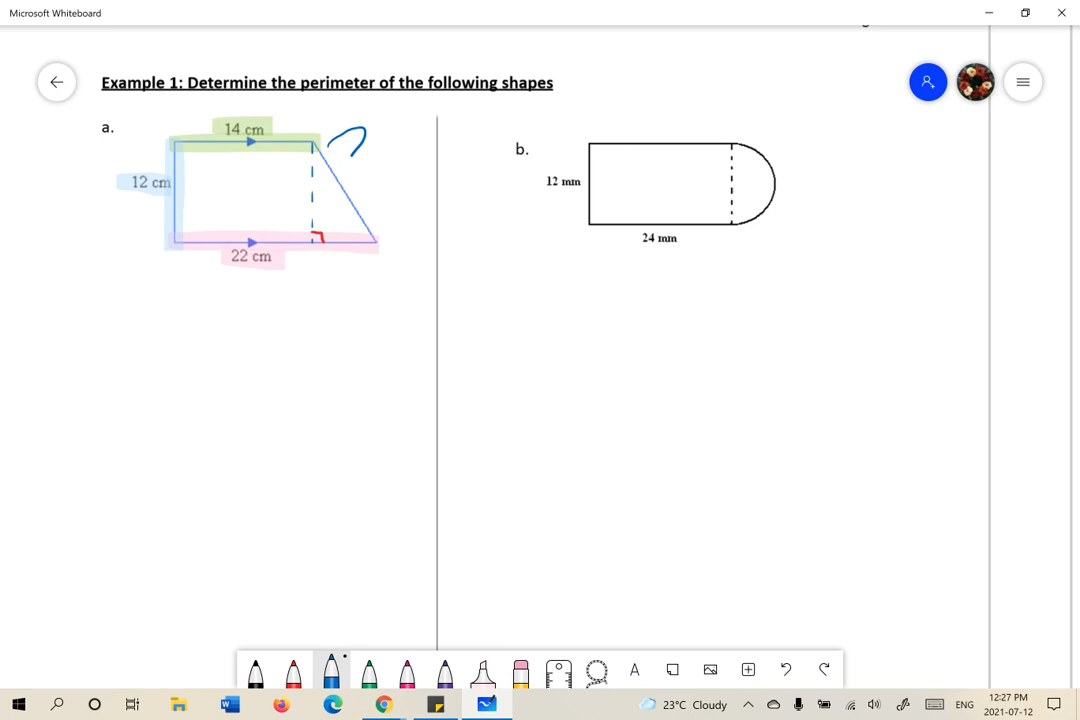 Microsoft Whiteboard
Example 1: Determine the perimeter of the following shapes
a.
14 cm
?
12 cm
22 cm
b.
12 mm
24 mm
A
W
23°C Cloudy
ENG
12:27 PM
2021-07-12